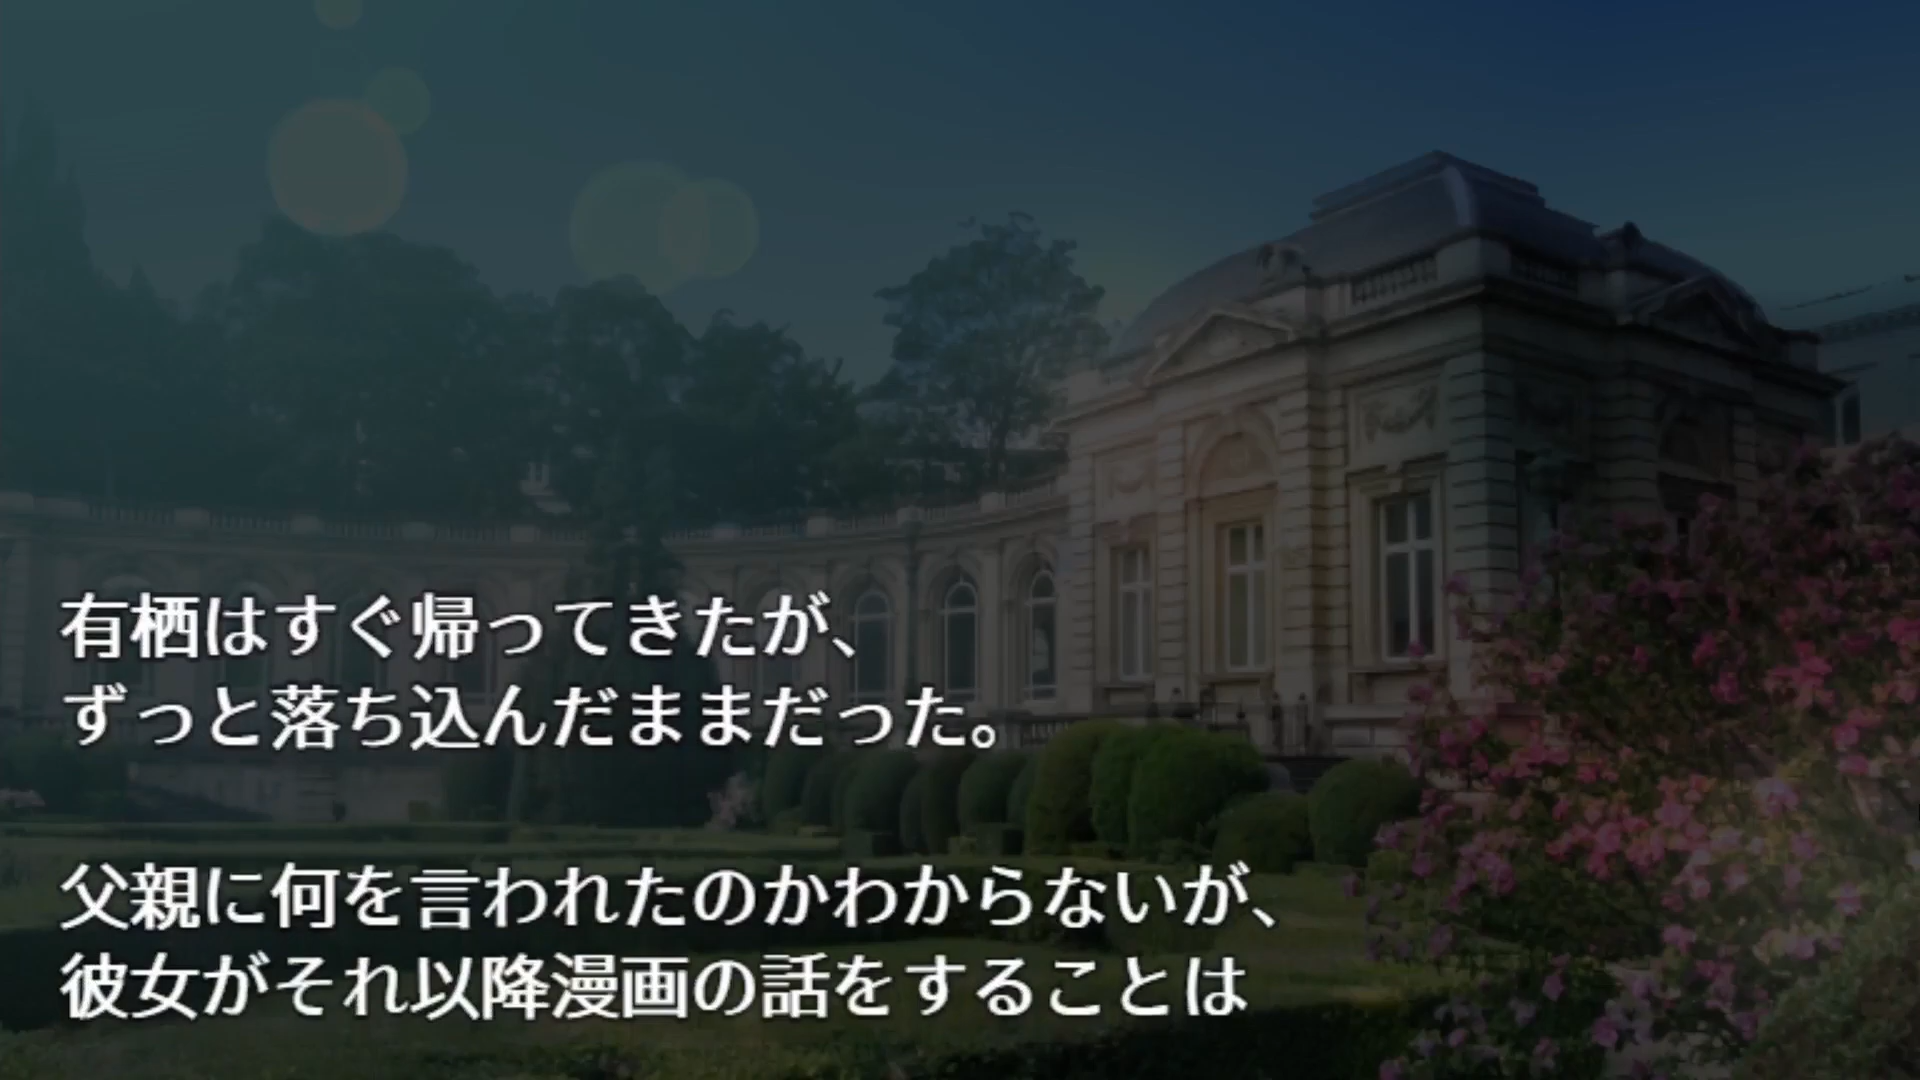 有栖はすぐ帰ってきたが、
ずっと落ち込んだままだった。
父親に何を言われたのかわからないが、
彼女がそれ以降漫画の話をすることは